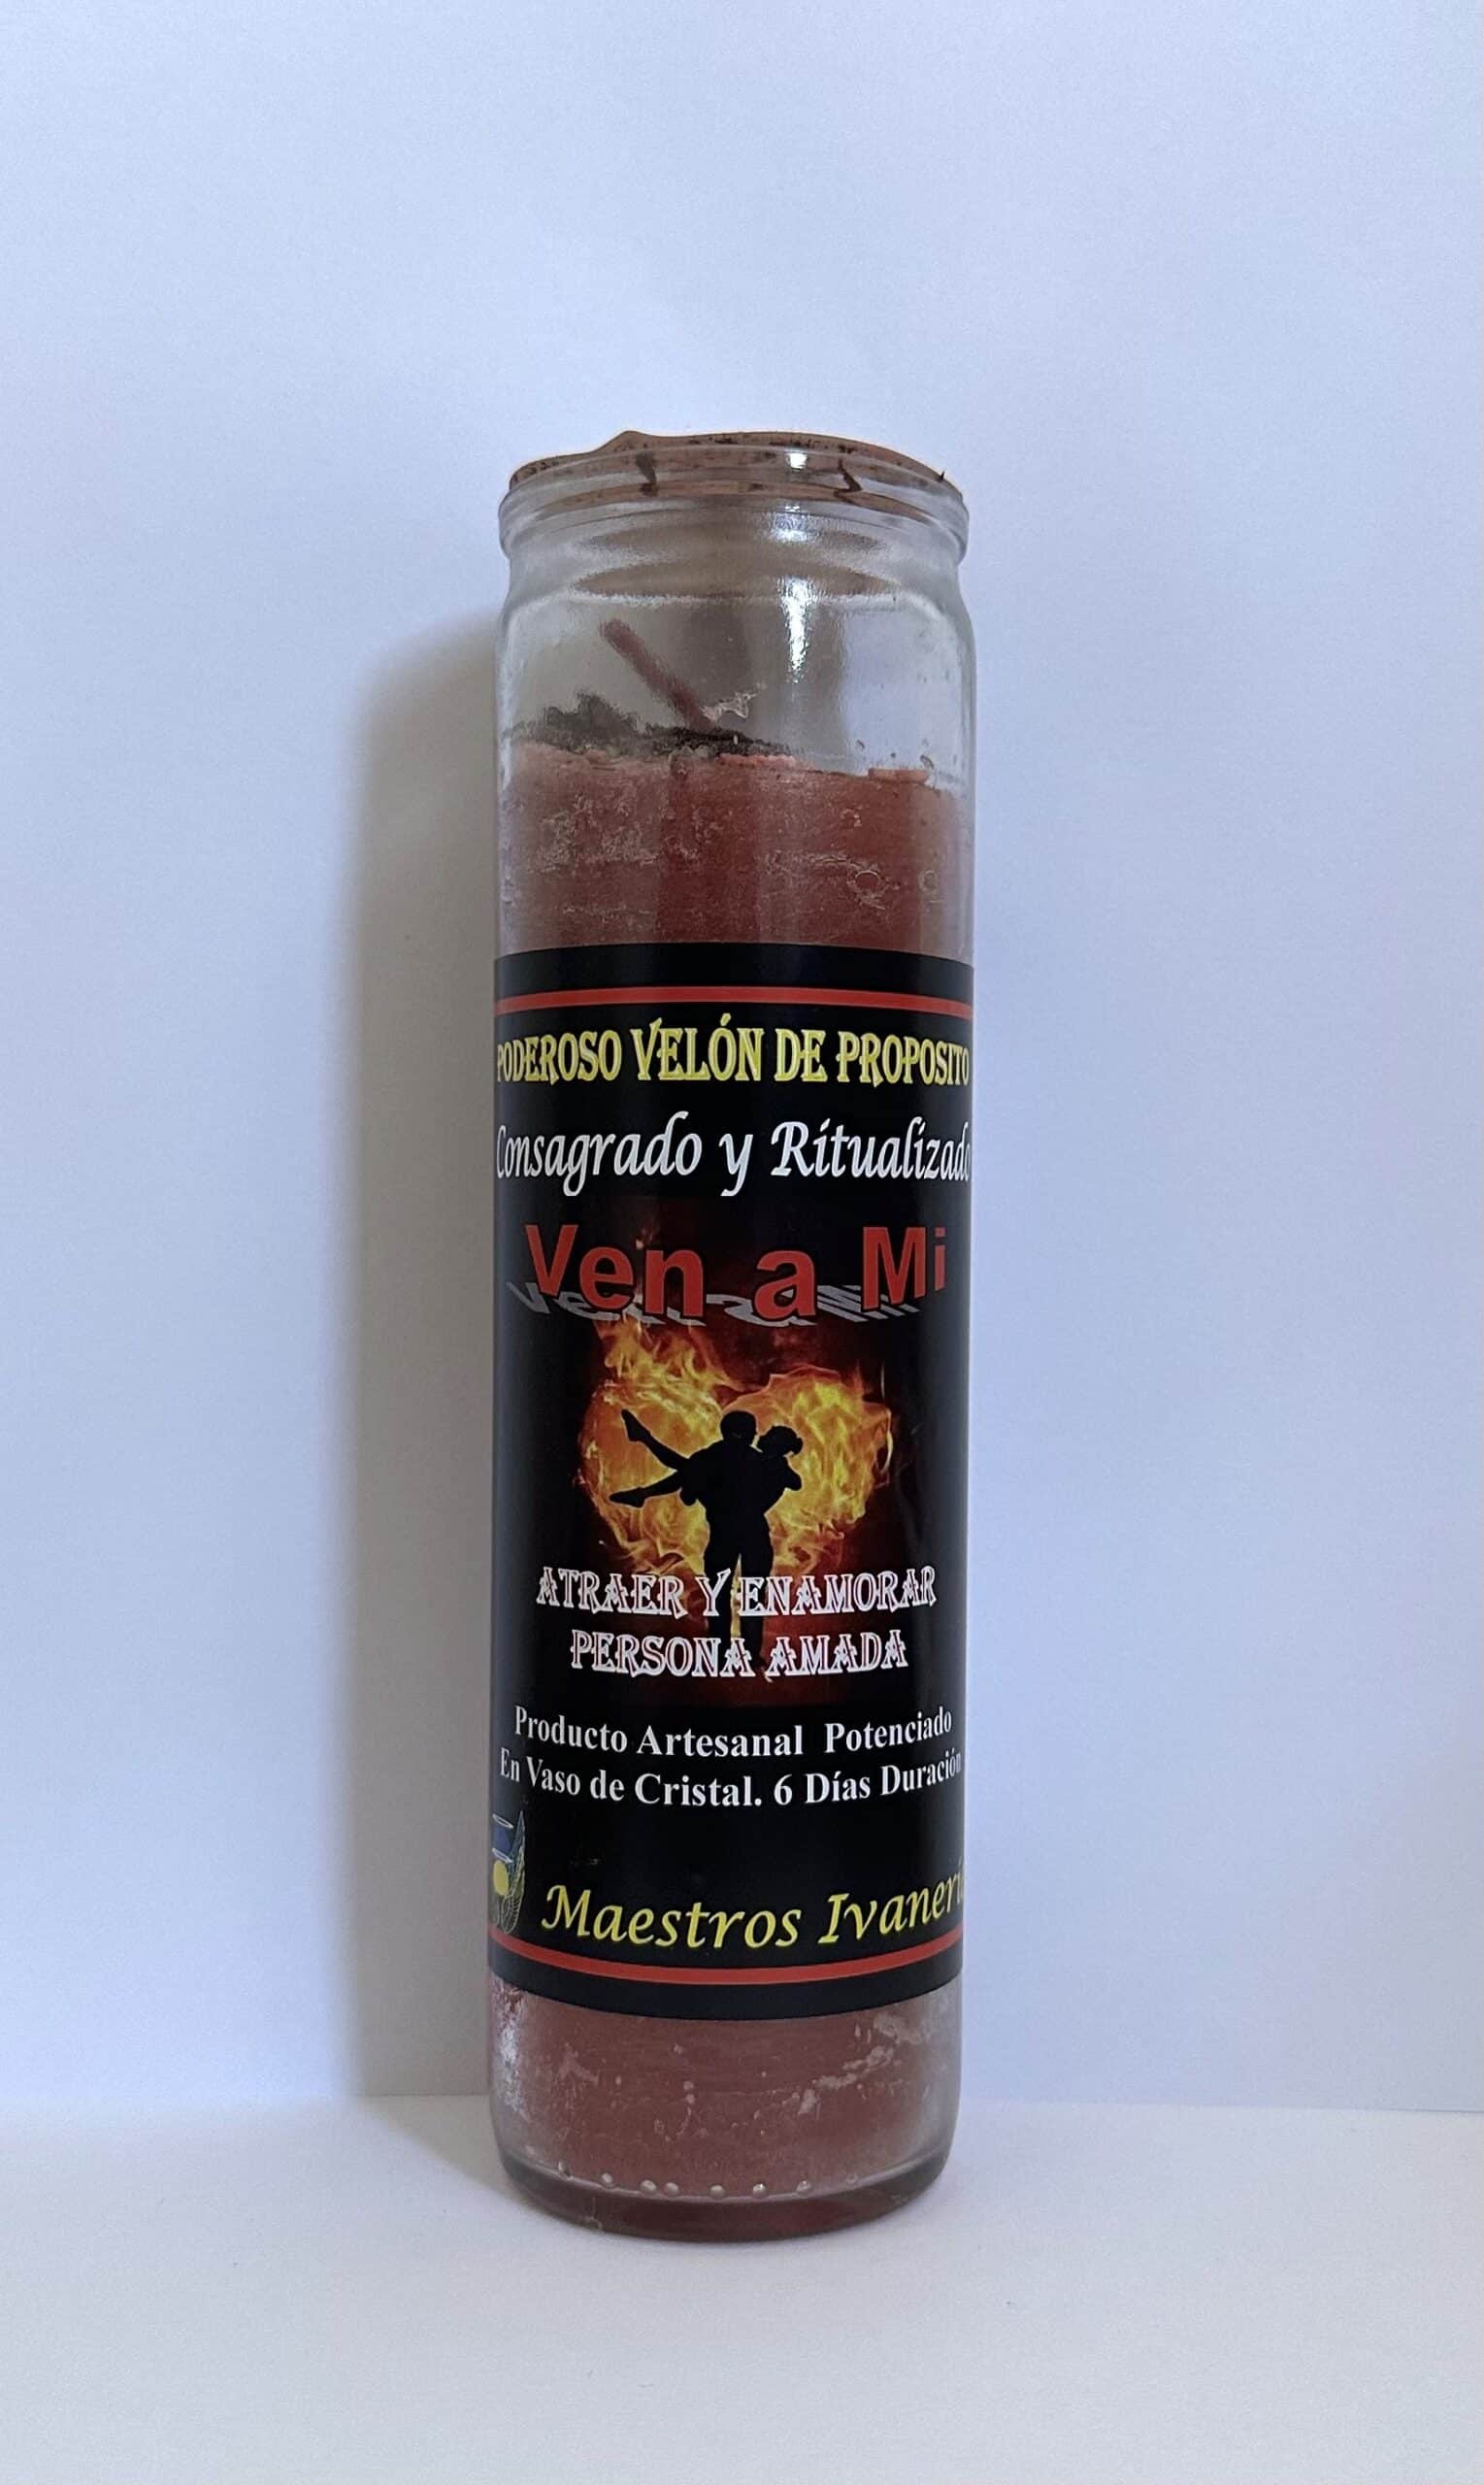 PODEROSO VELÓN DE PROPOSITO
Consagrado y Ritualizado
Ven a Mi
ATRAER Y ENAMORAR
PERSONA AMADA
Producto Artesanal Potenciado
En Vaso de Cristal. 6 Días Duración
Maestros